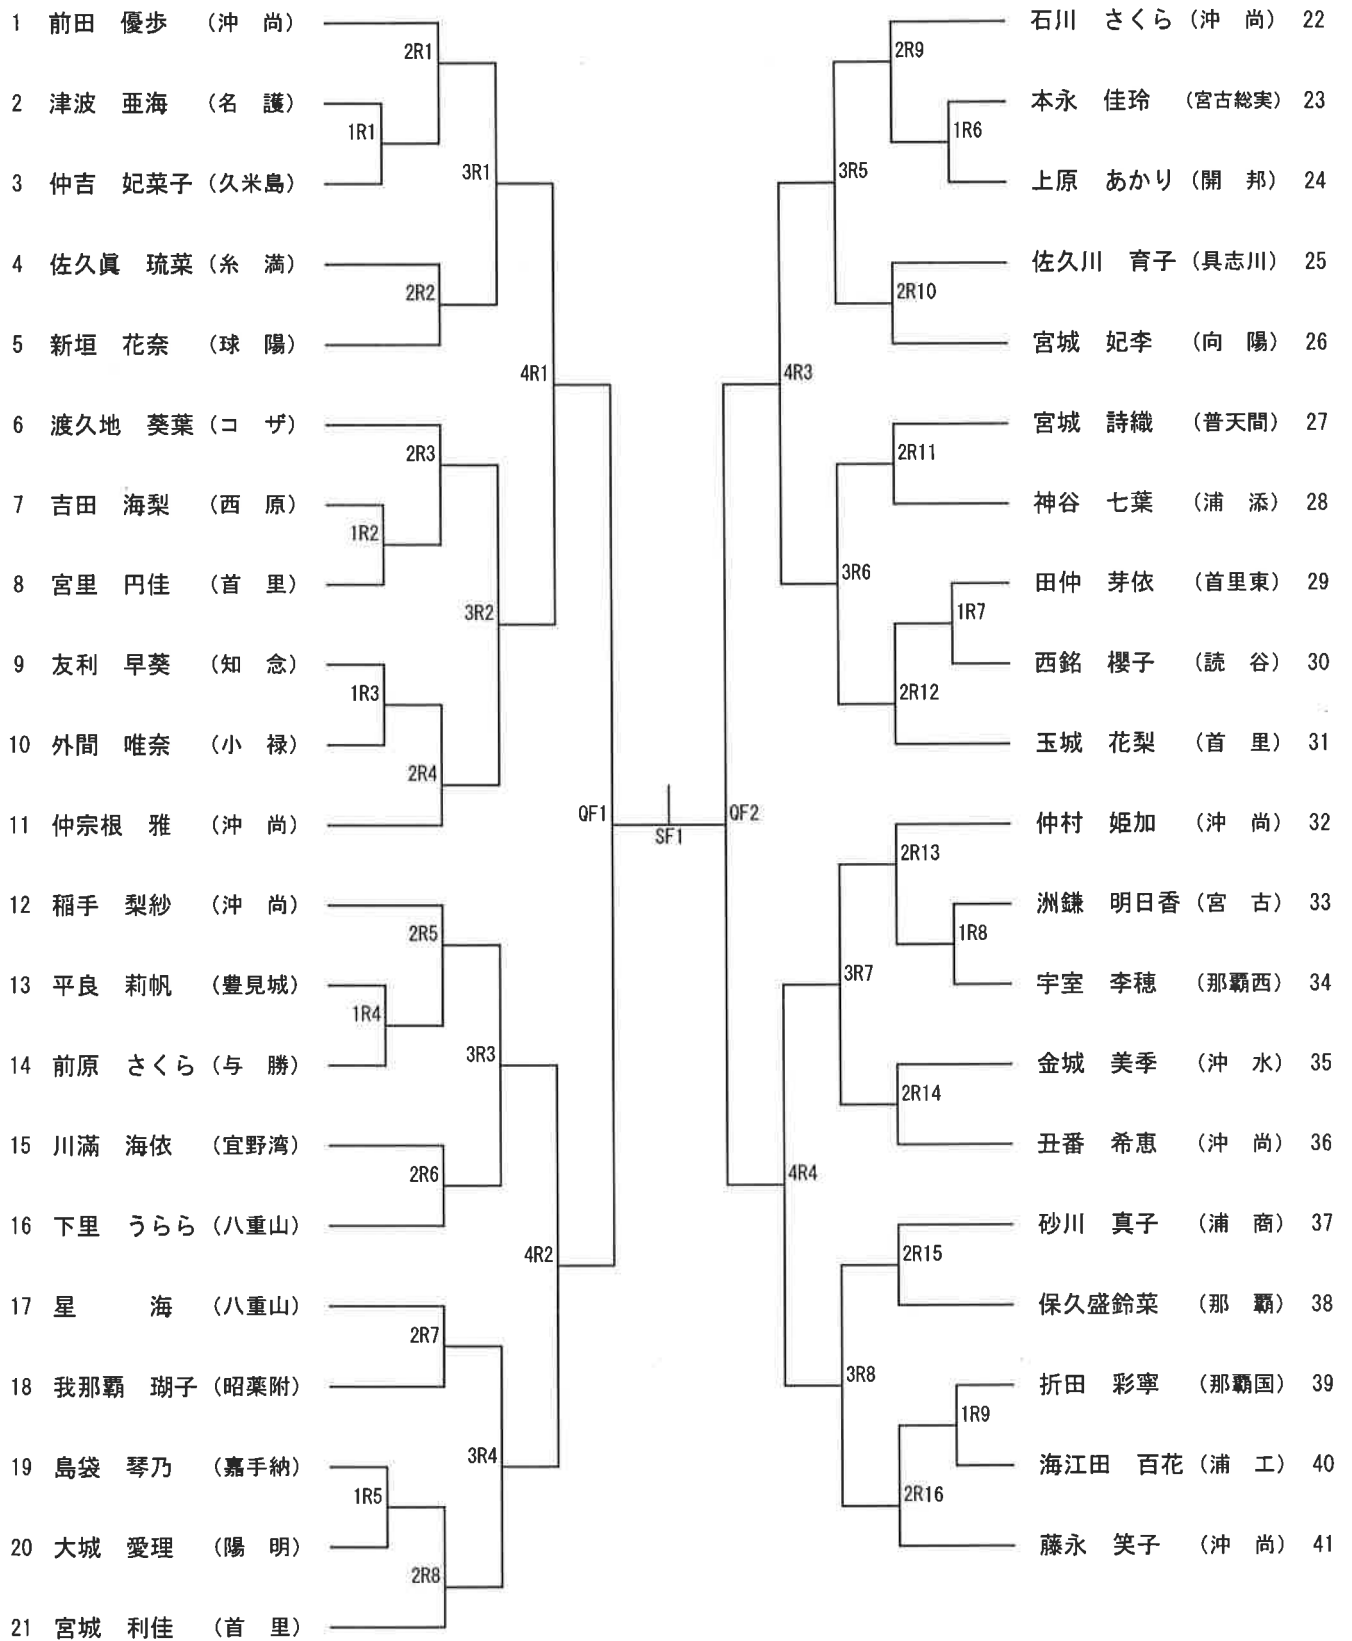 1 前田 優歩 （沖 尚）
2R1
2 津波 亜海 （名 護）
1R1
3 仲吉 妃菜子（久米島）
3R1
4 佐久眞 琉菜（糸 満）
2R2
5 新垣 花奈 （球 陽）
4R1
6 渡久地 葵葉（コ ザ）
2R3
7 吉田 海梨 （西 原）
1R2
8 宮里 円佳 （首 里）
3R2
9 友利 早葵 （知 念）
1R3
10 外間 唯奈 （小 禄）
2R4
11 仲宗根 雅 （沖 尚）
QF1
12 稲手 梨紗 （沖 尚）
2R5
13 平良 莉帆 （豊見城）
1R4
14 前原 さくら（与 勝）
3R3
15 川滿 海依 （宜野湾）
2R6
16 下里 うらら（八重山）
4R2
17 星 海 （八重山）
2R7
18 我那覇 瑚子（昭薬附）
3R4
19 島袋 琴乃 （嘉手納）
1R5
20 大城 愛理 （陽 明）
2R8
21 宮城 利佳 （首 里）
SF1
石川 さくら（沖 尚） 22
2R9
本永 佳玲 （宮古総実） 23
1R6
上原 あかり（開 邦） 24
3R5
佐久川 育子（具志川） 25
2R10
宮城 妃李 （向 陽） 26
4R3
宮城 詩織 （普天間） 27
2R11
神谷 七葉 （浦 添） 28
3R6
田仲 芽依 （首里東） 29
1R7
西銘 櫻子 （読 谷） 30
2R12
玉城 花梨 （首 里） 31
QF2
仲村 姫加 （沖 尚） 32
2R13
洲鎌 明日香（宮 古） 33
1R8
宇室 李穂 （那覇西） 34
3R7
金城 美季 （沖 水） 35
2R14
丑番 希恵 （沖 尚） 36
4R4
砂川 真子 （浦 商） 37
2R15
保久盛鈴菜 （那 覇） 38
3R8
折田 彩寧 （那覇国） 39
1R9
海江田 百花（浦 工） 40
2R16
藤永 笑子 （沖 尚） 41